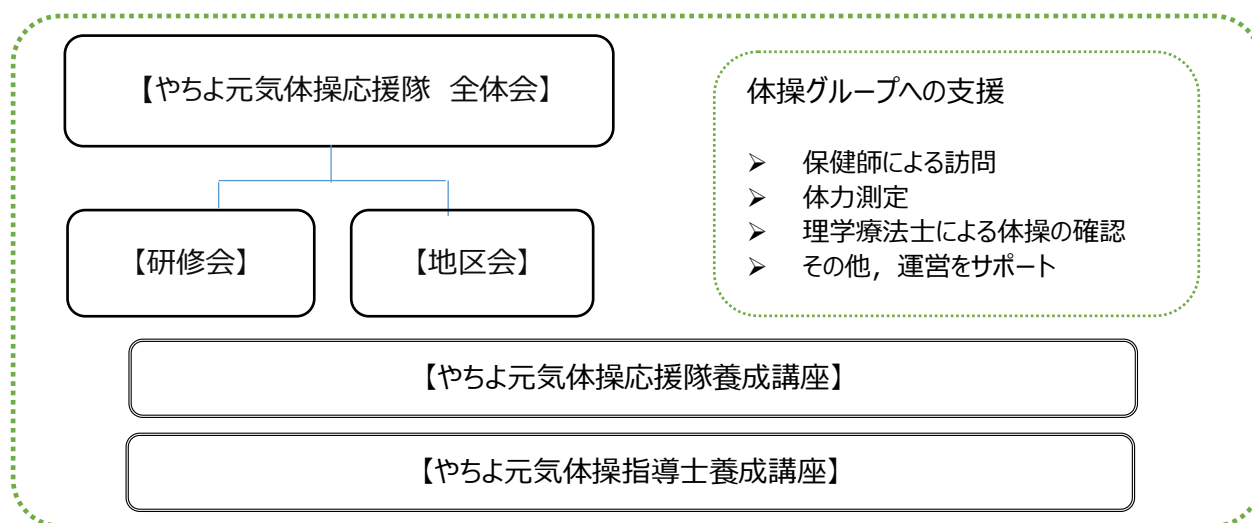 【やちよ元気体操応援隊 全体会】
【研修会】
【地区会】
体操グループへの支援
➢ 保健師による訪問
➢ 体力測定
➢ 理学療法士による体操の確認
➢ その他，運営をサポート
【やちよ元気体操応援隊養成講座】
【やちよ元気体操指導士養成講座】